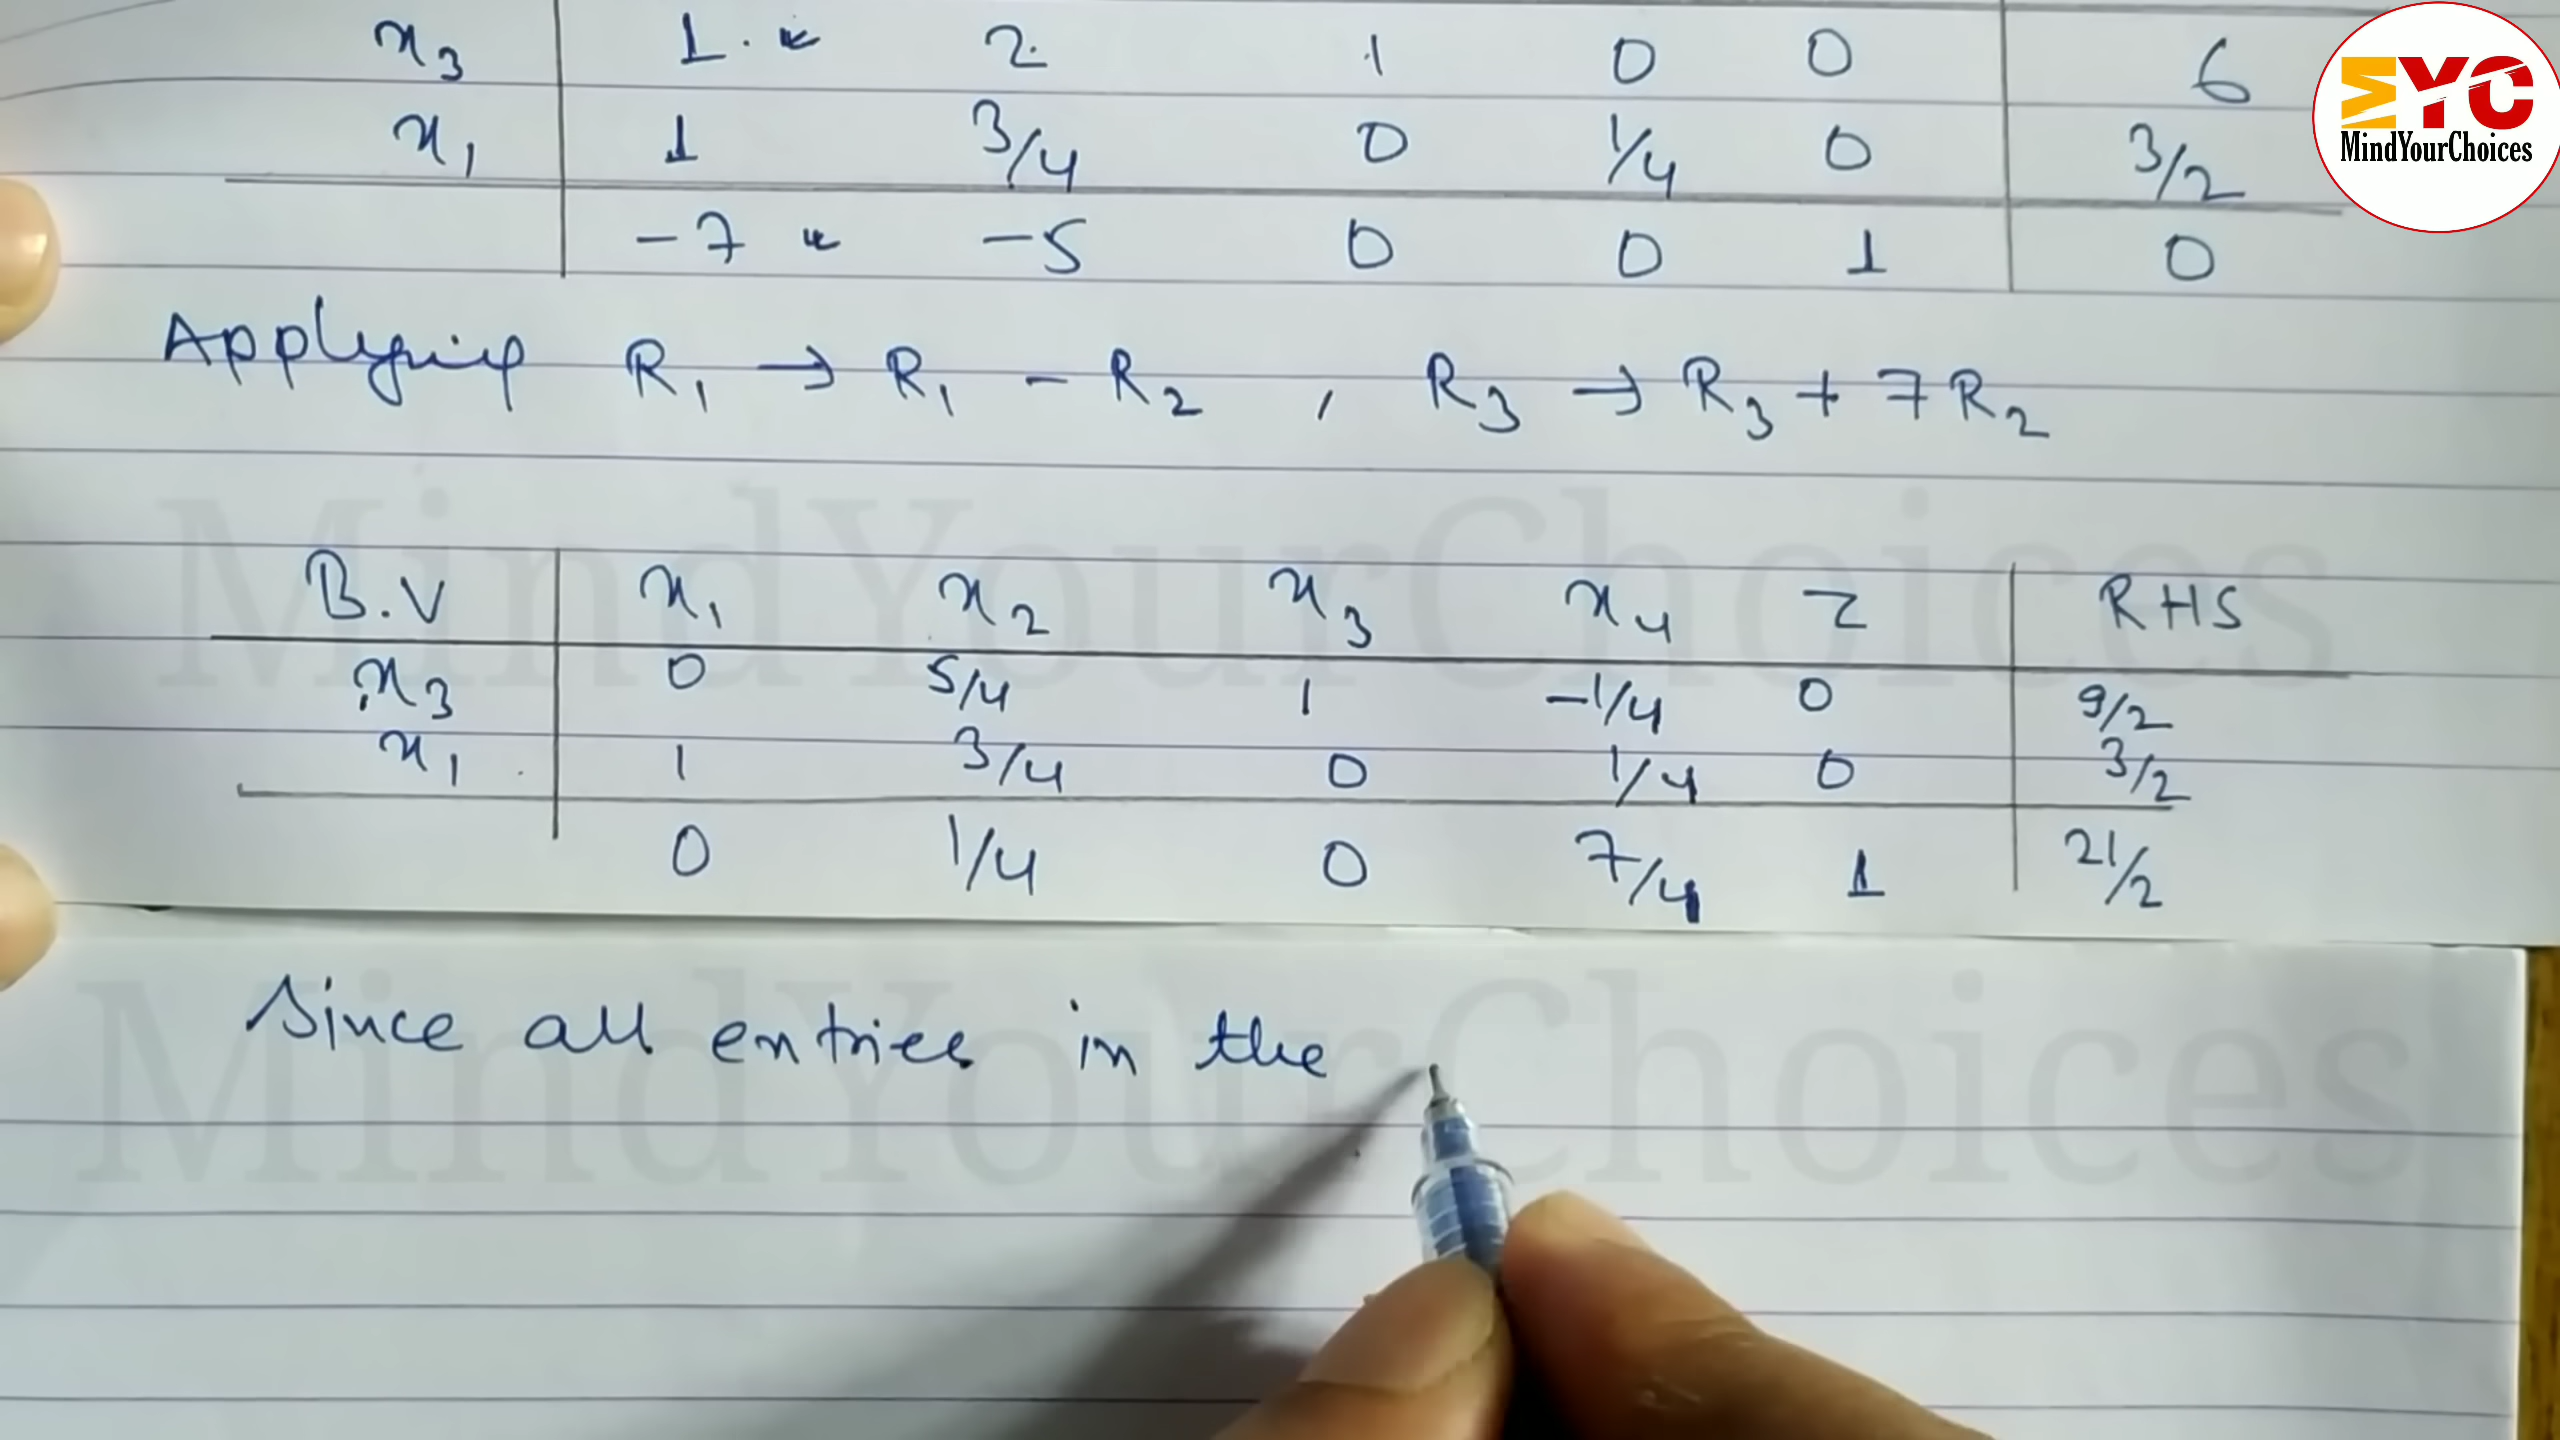 x3 1 2 1 0 0 6
MYC
MindYourChoices
x1 1 3/4 0 1/4 0 3/2
-7 -5 0 0 1 0
Applying R1 → R1 - R2 , R3 → R3 + 7R2
MindYourChoices
B.V x1 x2 x3 x4 Z RHS
x3 0 5/4 1 -1/4 0 9/2
x1 1 3/4 0 1/4 0 3/2
0 1/4 0 7/4 1 21/2
Since all entries in the
MindYourChoices